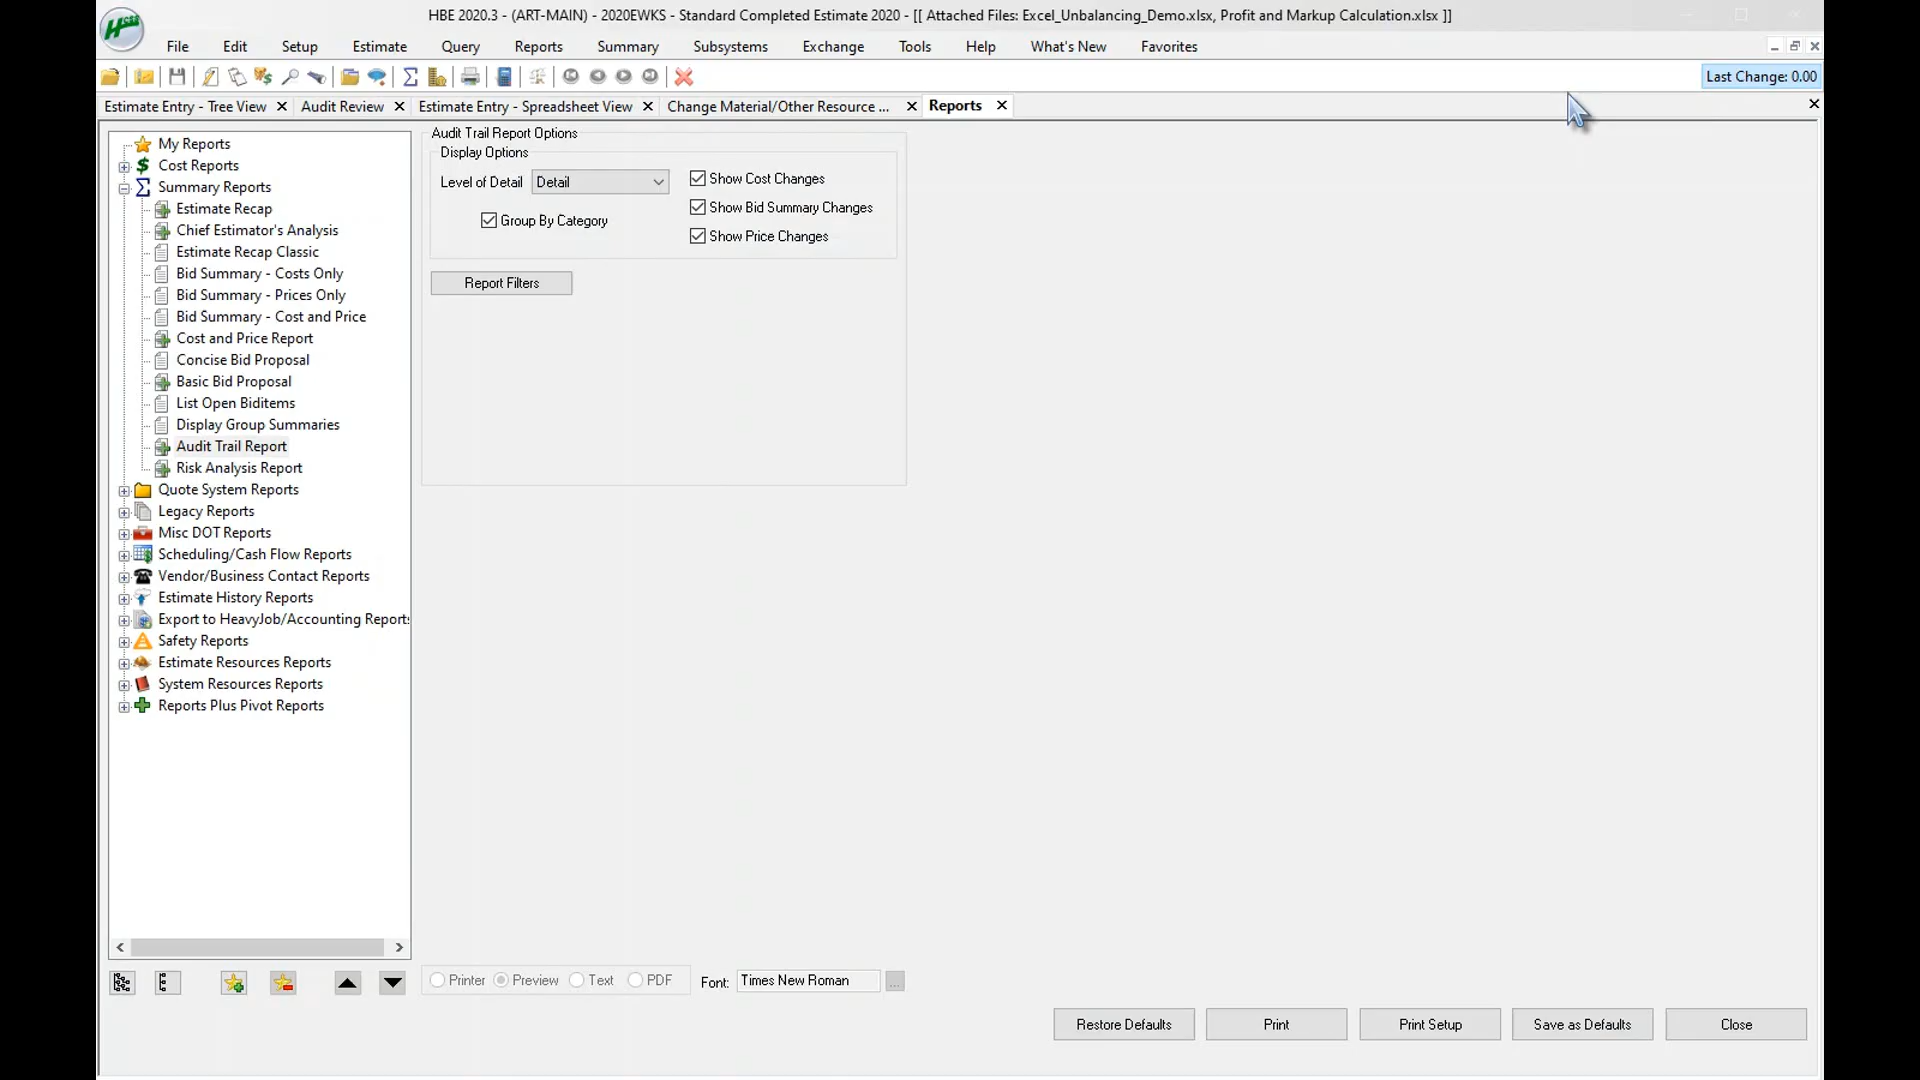 HBE 2020.3 - (ART-MAIN) - 2020EWKS - Standard Completed Estimate 2020 - [[ Attached Files: Excel_Unbalancing_Demo.xlsx, Profit and Markup Calculation.xlsx ]]
File Edit Setup Estimate Query Reports Summary Subsystems Exchange Tools Help What's New Favorites
Last Change: 0.00
Estimate Entry - Tree View Audit Review Estimate Entry - Spreadsheet View Change Material/Other Resource ... Reports
My Reports
Cost Reports
Summary Reports
Estimate Recap
Chief Estimator's Analysis
Estimate Recap Classic
Bid Summary - Costs Only
Bid Summary - Prices Only
Bid Summary - Cost and Price
Cost and Price Report
Concise Bid Proposal
Basic Bid Proposal
List Open Biditems
Display Group Summaries
Audit Trail Report
Risk Analysis Report
Quote System Reports
Legacy Reports
Misc DOT Reports
Scheduling/Cash Flow Reports
Vendor/Business Contact Reports
Estimate History Reports
Export to HeavyJob/Accounting Reports
Safety Reports
Estimate Resources Reports
System Resources Reports
Reports Plus Pivot Reports
Audit Trail Report Options
Display Options
Level of Detail Detail
Group By Category
Show Cost Changes
Show Bid Summary Changes
Show Price Changes
Report Filters
Printer Preview Text PDF Font: Times New Roman ...
Restore Defaults Print Print Setup Save as Defaults Close